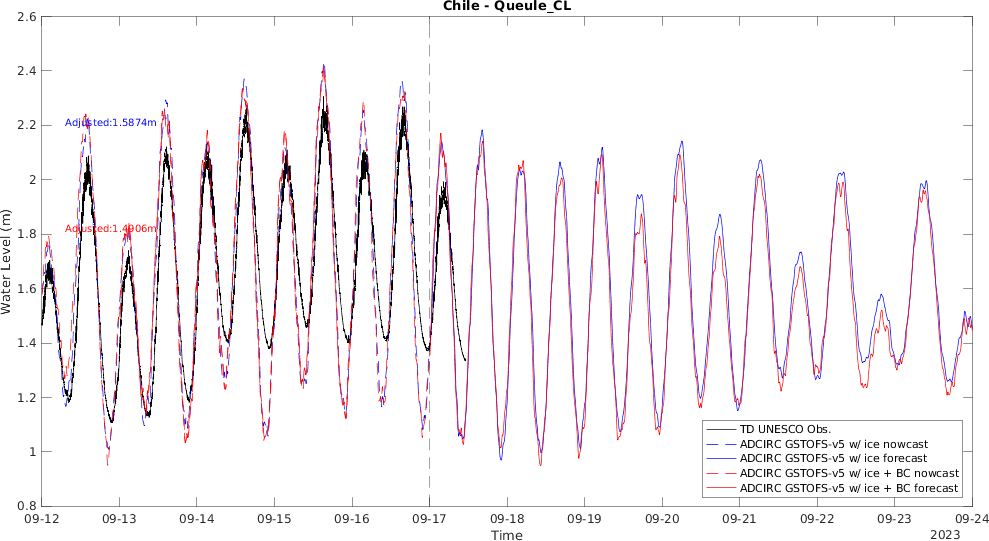 Chile - Queule_CL
2.6
2.4
2.2
2
1.8
1.6
1.4
1.2
1
0.8
Water Level (m)
Adjusted:1.5874m
Adjusted:1.4906m
TD UNESCO Obs.
ADCIRC GSTOFS-v5 w/ ice nowcast
ADCIRC GSTOFS-v5 w/ ice forecast
ADCIRC GSTOFS-v5 w/ ice + BC nowcast
ADCIRC GSTOFS-v5 w/ ice + BC forecast
09-12 09-13 09-14 09-15 09-16 09-17 09-18 09-19 09-20 09-21 09-22 09-23 09-24
Time
2023